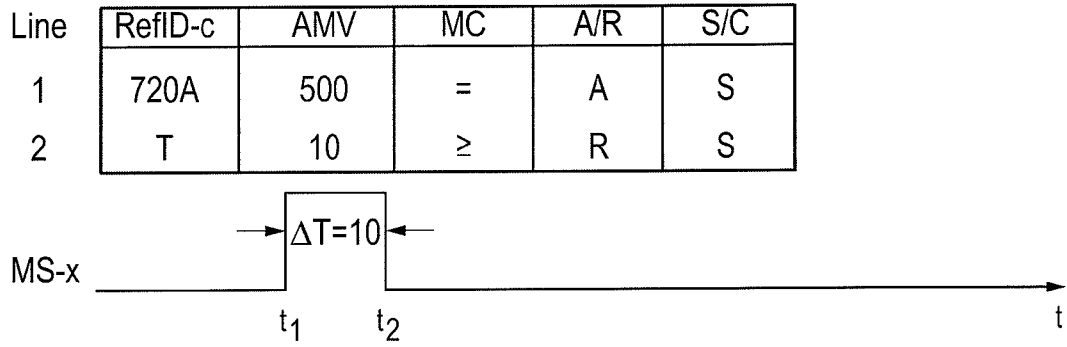 Line RefID-c AMV MC A/R S/C
1 720A 500 = A S
2 T 10 ≥ R S
ΔT=10
MS-x
t1 t2 t